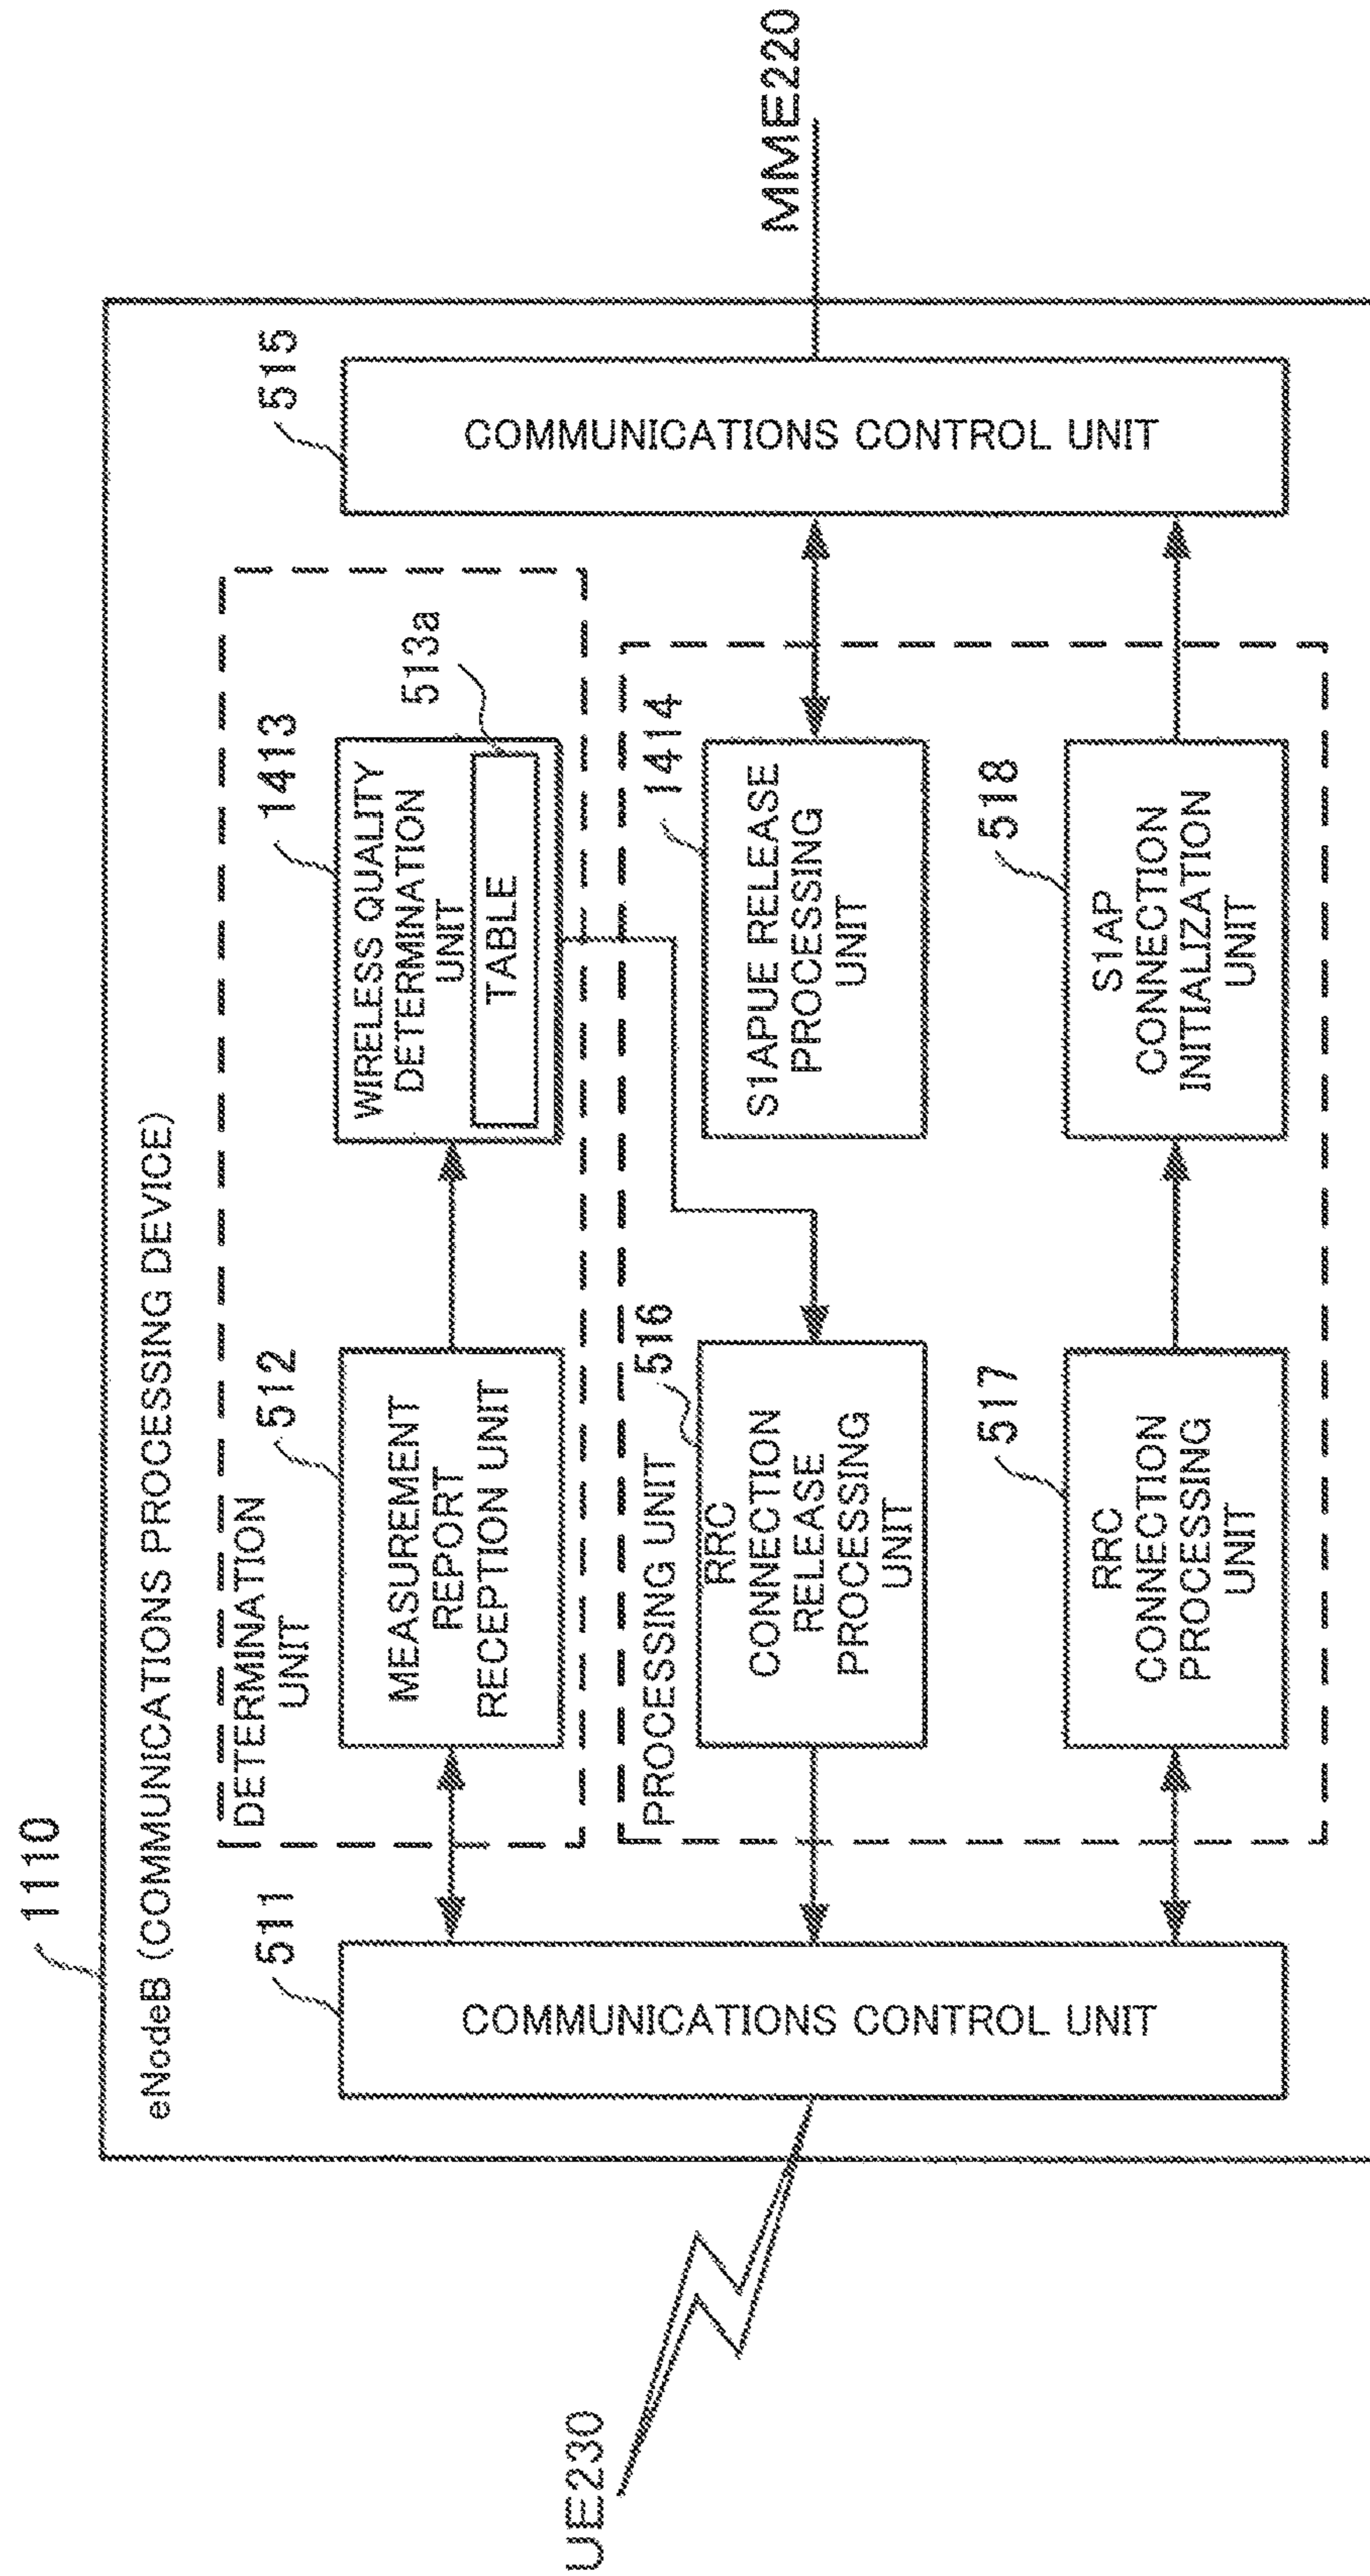 1110
eNodeB (COMMUNICATIONS PROCESSING DEVICE)
511
COMMUNICATIONS CONTROL UNIT
UE230
DETERMINATION
UNIT
512
MEASUREMENT
REPORT
RECEPTION UNIT
1413
WIRELESS QUALITY
DETERMINATION
UNIT
TABLE
513a
515
COMMUNICATIONS CONTROL UNIT
MME220
PROCESSING UNIT
516
RRC
CONNECTION
RELEASE
PROCESSING
UNIT
1414
S1APUE RELEASE
PROCESSING
UNIT
517
RRC
CONNECTION
PROCESSING
UNIT
518
S1AP
CONNECTION
INITIALIZATION
UNIT